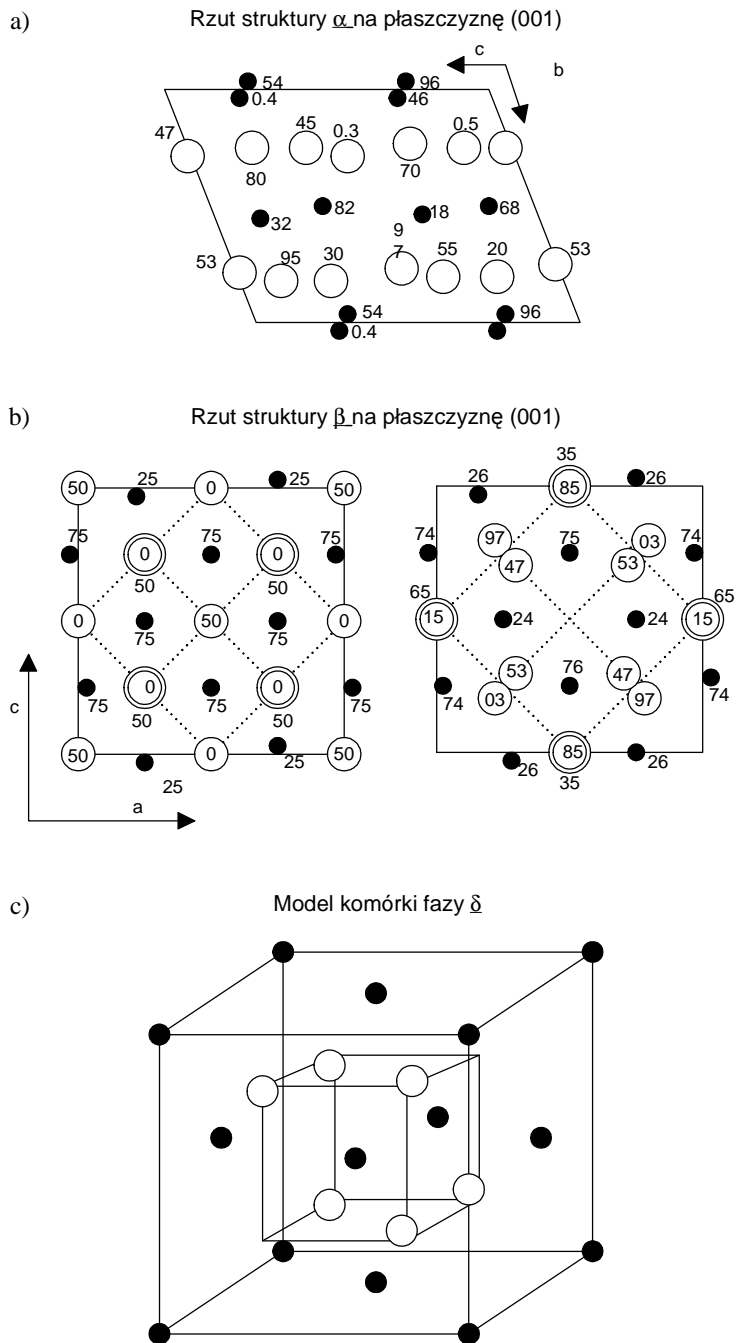 a) Rzut struktury α na płaszczyznę (001)
c
b
54 96
0.4 46
47 45 0.3 0.5
80 70
32 82 18 68
9
7
53 95 30 55 20 53
54 96
0.4
b) Rzut struktury β na płaszczyznę (001)
35
50 25 0 25 50
26 85 26
75 0 75 0 75
50 50
74 97 75 03 74
47 53
0 50 0
75 75
65 65
15 24 24 15
0 0
75 50 75 50 75
53 76 47
74 03 97 74
50 0 50
25 25
25
26 85 26
35
c
a
c) Model komórki fazy δ